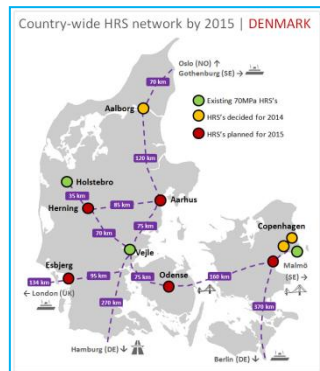 Country-wide HRS network by 2015 | DENMARK
Oslo (NO) ↑
Gothenburg (SE) →
70 km
Existing 70MPa HRS's
HRS's decided for 2014
HRS's planned for 2015
Aalborg
120 km
Holstebro
35 km
Herning
85 km
Aarhus
70 km
75 km
Copenhagen
Vejle
Malmö
(SE) →
Esbjerg
95 km
75 km
Odense
160 km
134 km
← London (UK)
270 km
370 km
Hamburg (DE) ↓
Berlin (DE) ↓